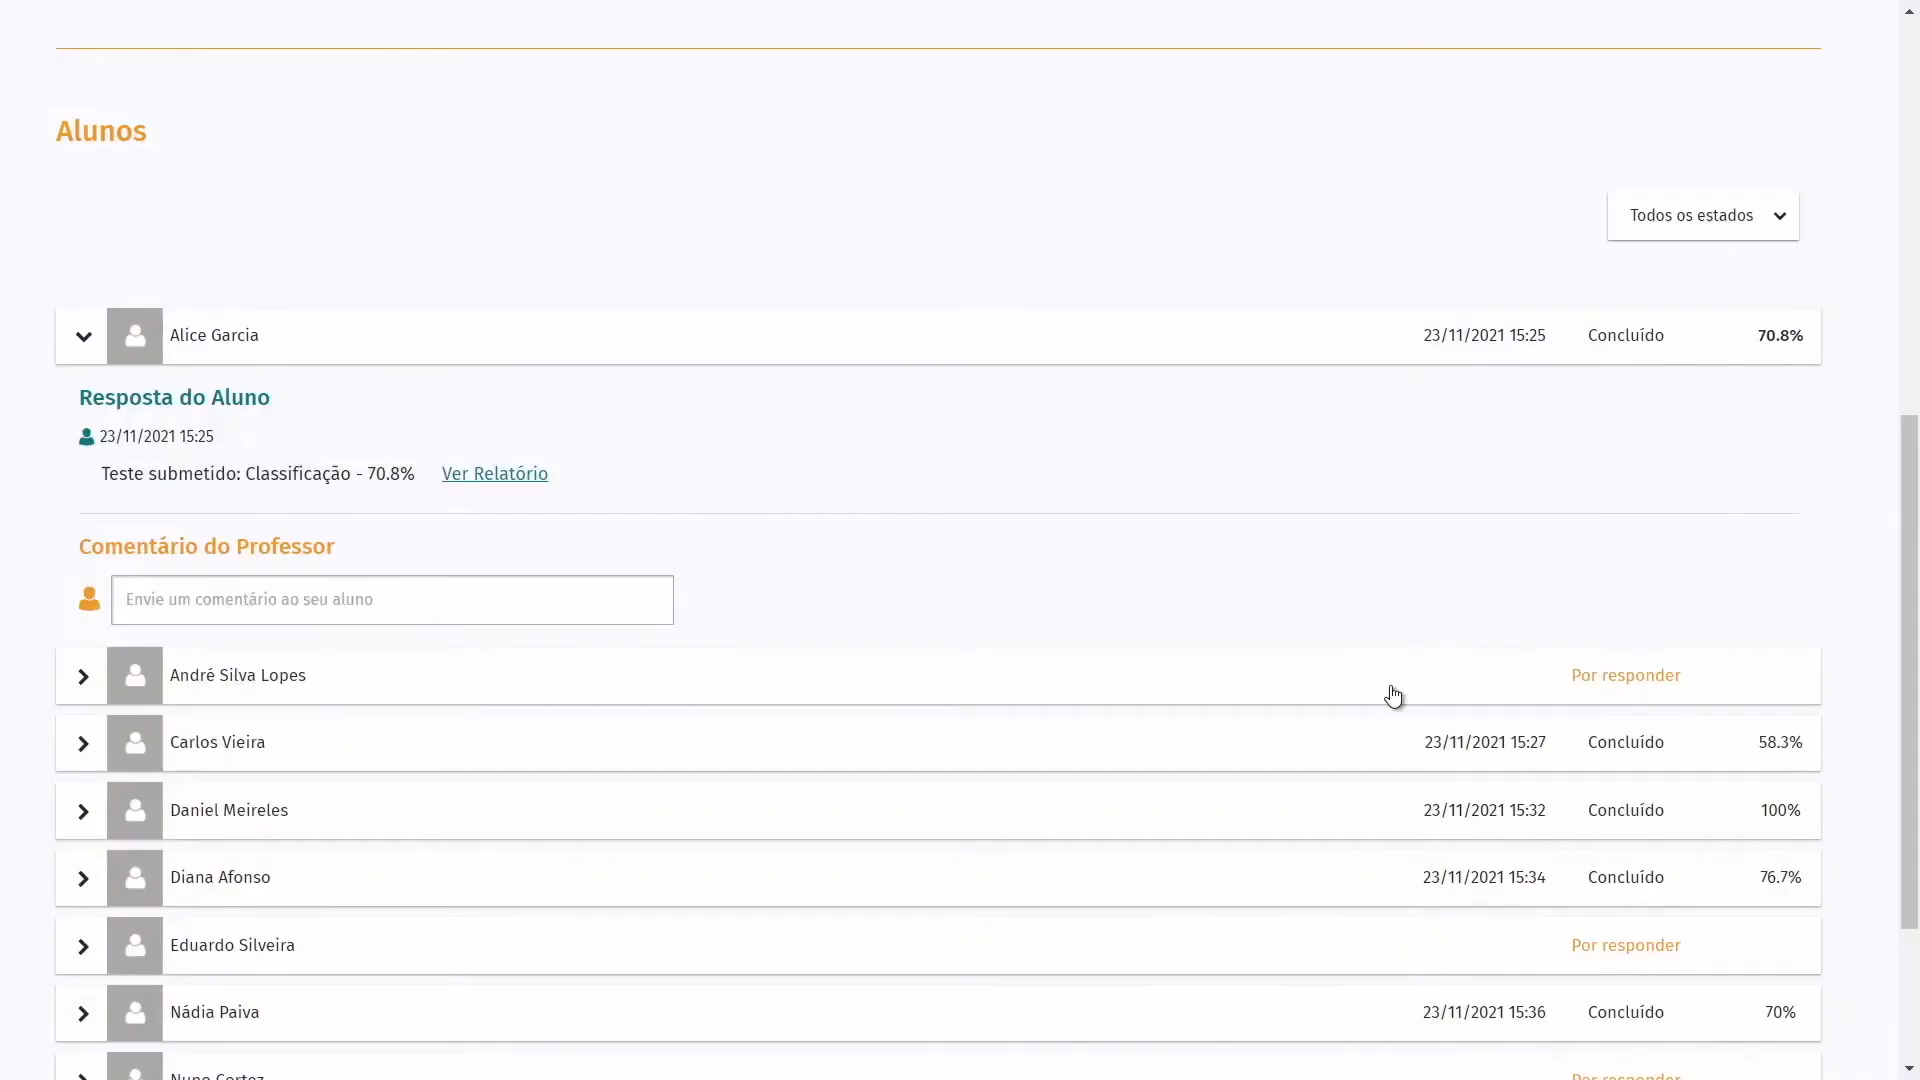 Alunos
Todos os estados
Alice Garcia 23/11/2021 15:25 Concluído 70.8%
Resposta do Aluno
23/11/2021 15:25
Teste submetido: Classificação - 70.8% Ver Relatório
Comentário do Professor
Envie um comentário ao seu aluno
André Silva Lopes Por responder
Carlos Vieira 23/11/2021 15:27 Concluído 58.3%
Daniel Meireles 23/11/2021 15:32 Concluído 100%
Diana Afonso 23/11/2021 15:34 Concluído 76.7%
Eduardo Silveira Por responder
Nádia Paiva 23/11/2021 15:36 Concluído 70%
Nuno Cortez Por responder